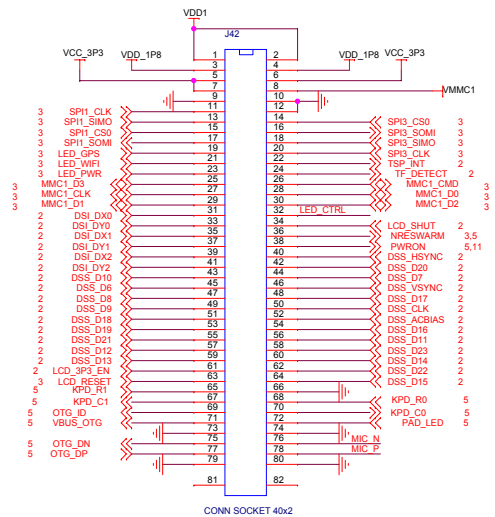 VDD1
J42
VCC_3P3 VDD_1P8 1 2 VDD_1P8 VCC_3P3
3 4
5 6
7 8 VMMC1
9 10
11 12
3 SPI1_CLK 13 14 SPI3_CS0 3
3 SPI1_SIMO 15 16 SPI3_SOMI 3
3 SPI1_CS0 17 18 SPI3_SIMO 3
3 SPI1_SOMI 19 20 SPI3_CLK 3
3 LED_GPS 21 22 TSP_INT 2
3 LED_WIFI 23 24 TF_DETECT 2
3 LED_PWR 25 26 MMC1_CMD 3
3 MMC1_D3 27 28 MMC1_D0 3
3 MMC1_CLK 29 30 MMC1_D2 3
3 MMC1_D1 31 32 LED_CTRL
2 DSI_DX0 33 34 LCD_SHUT 2
2 DSI_DY0 35 36 NRESWARM 3,5
2 DSI_DX1 37 38 PWRON 5,11
2 DSI_DY1 39 40 DSS_HSYNC 2
2 DSI_DX2 41 42 DSS_D20 2
2 DSI_DY2 43 44 DSS_D7 2
2 DSS_D10 45 46 DSS_VSYNC 2
2 DSS_D6 47 48 DSS_D17 2
2 DSS_D8 49 50 DSS_CLK 2
2 DSS_D9 51 52 DSS_ACBIAS 2
2 DSS_D18 53 54 DSS_D16 2
2 DSS_D19 55 56 DSS_D11 2
2 DSS_D21 57 58 DSS_D23 2
2 DSS_D12 59 60 DSS_D14 2
2 DSS_D13 61 62 DSS_D22 2
2 LCD_3P3_EN 63 64 DSS_D15 2
3 LCD_RESET 65 66
5 KPD_R1 67 68 KPD_R0 5
5 KPD_C1 69 70 KPD_C0 5
5 OTG_ID 71 72 PAD_LED 5
5 VBUS_OTG 73 74
75 76 MIC_N
5 OTG_DN 77 78 MIC_P
5 OTG_DP 79 80
81 82
CONN SOCKET 40x2